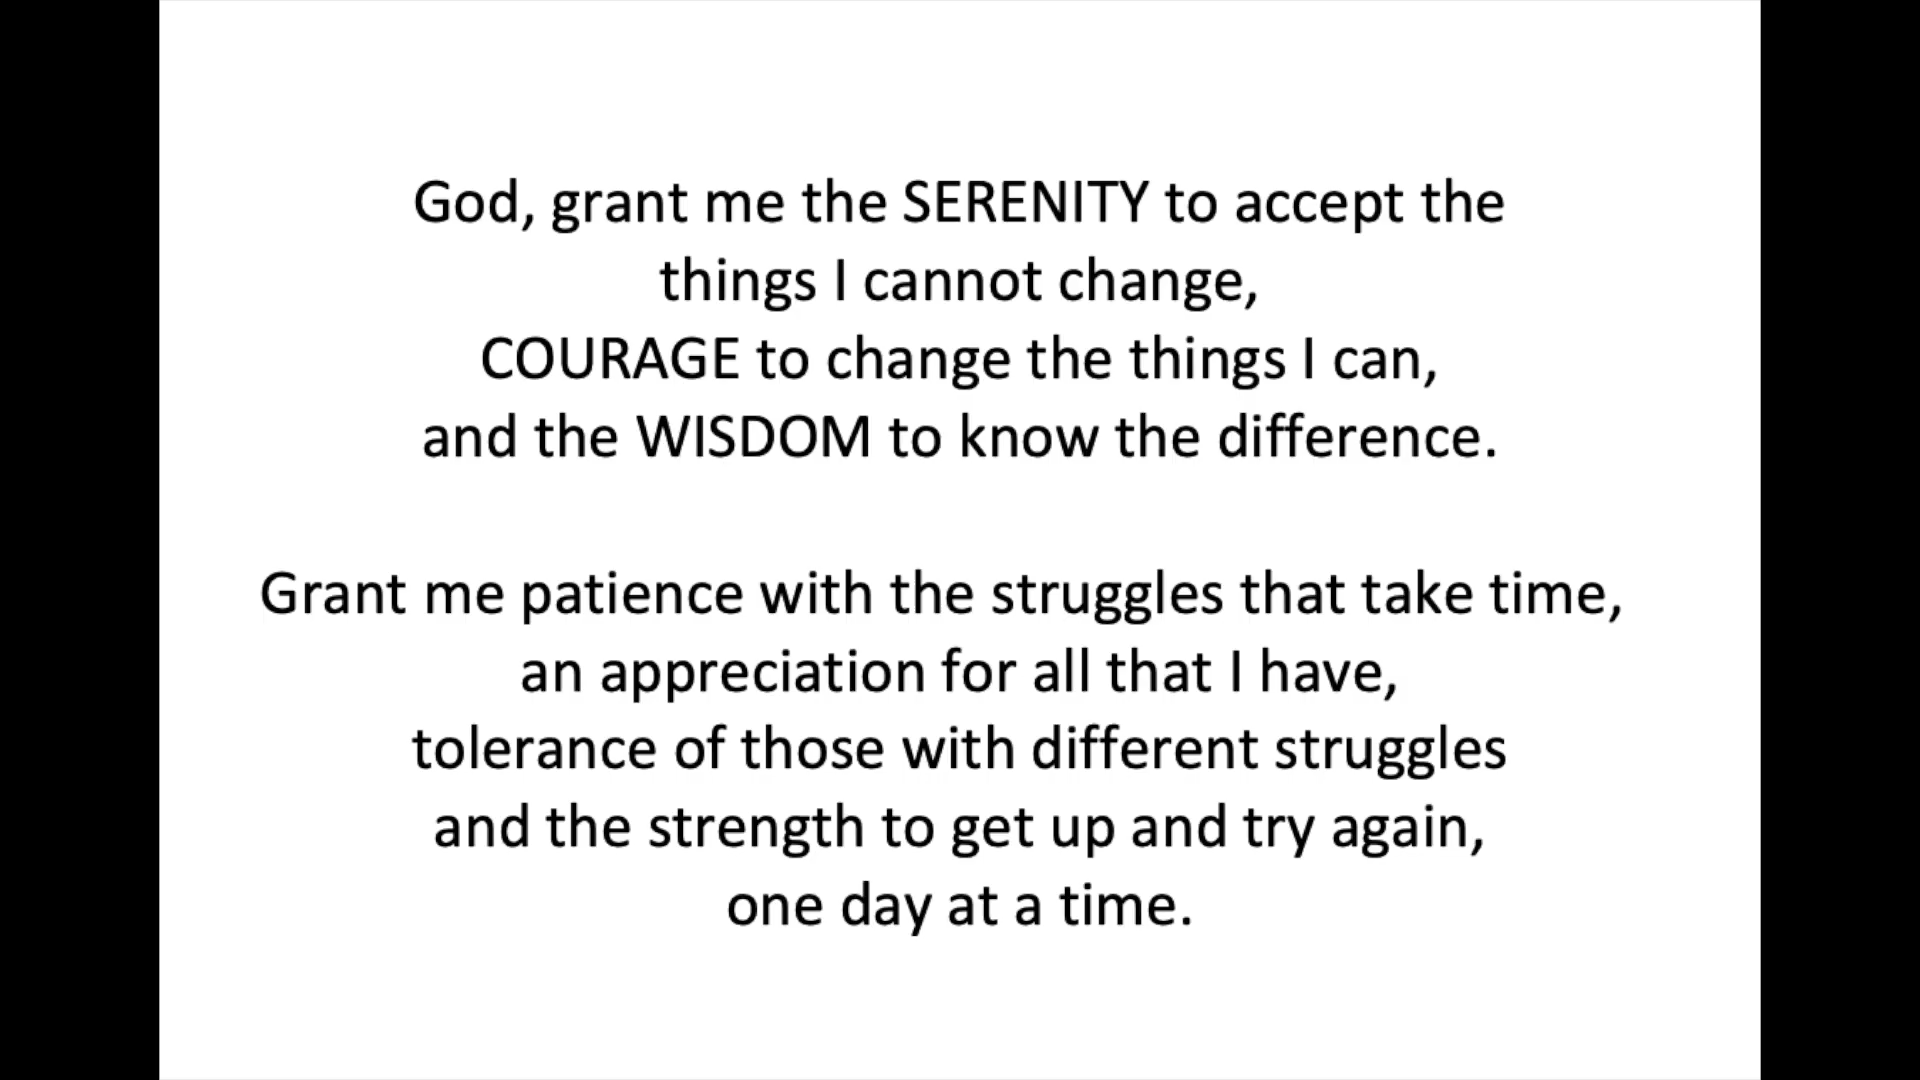 God, grant me the SERENITY to accept the
things I cannot change,
COURAGE to change the things I can,
and the WISDOM to know the difference.
Grant me patience with the struggles that take time,
an appreciation for all that I have,
tolerance of those with different struggles
and the strength to get up and try again,
one day at a time.